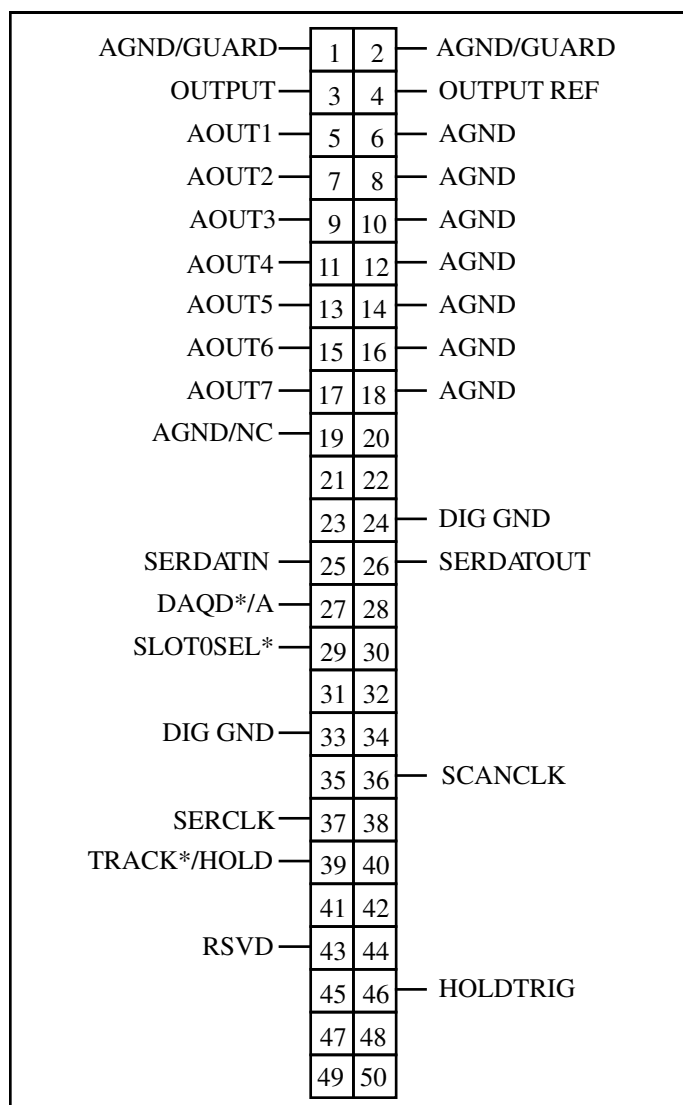 AGND/GUARD 1 2 AGND/GUARD
OUTPUT 3 4 OUTPUT REF
AOUT1 5 6 AGND
AOUT2 7 8 AGND
AOUT3 9 10 AGND
AOUT4 11 12 AGND
AOUT5 13 14 AGND
AOUT6 15 16 AGND
AOUT7 17 18 AGND
AGND/NC 19 20
21 22
23 24 DIG GND
SERDATIN 25 26 SERDATOUT
DAQD*/A 27 28
SLOT0SEL* 29 30
31 32
DIG GND 33 34
35 36 SCANCLK
SERCLK 37 38
TRACK*/HOLD 39 40
41 42
RSVD 43 44
45 46 HOLDTRIG
47 48
49 50